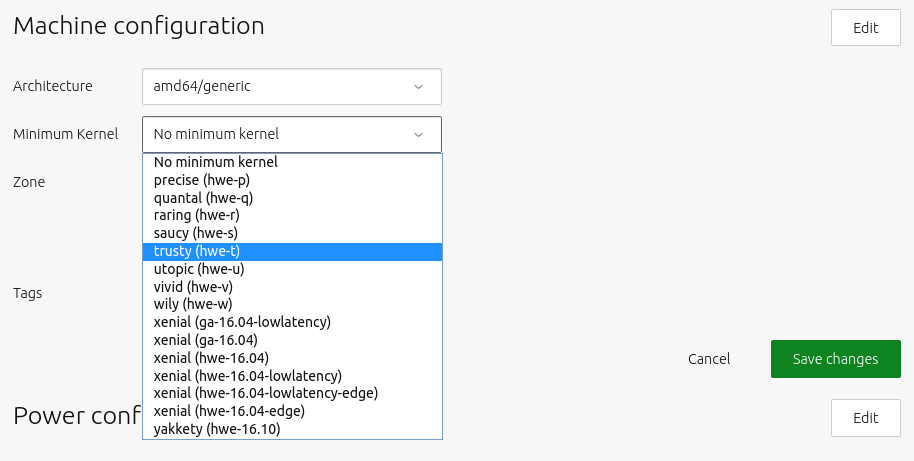 Machine configuration
Edit
Architecture
amd64/generic
Minimum Kernel
No minimum kernel
No minimum kernel
precise (hwe-p)
Zone
quantal (hwe-q)
raring (hwe-r)
saucy (hwe-s)
trusty (hwe-t)
utopic (hwe-u)
vivid (hwe-v)
Tags
wily (hwe-w)
xenial (ga-16.04-lowlatency)
xenial (ga-16.04)
xenial (hwe-16.04)
Cancel
Save changes
xenial (hwe-16.04-lowlatency)
xenial (hwe-16.04-lowlatency-edge)
xenial (hwe-16.04-edge)
yakkety (hwe-16.10)
Power conf
Edit